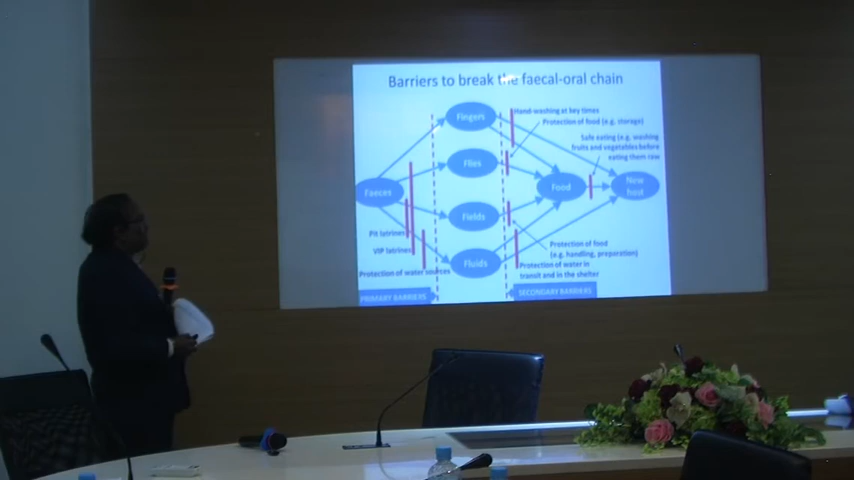 Barriers to break the faecal-oral chain
Fingers
Hand-washing at key times
Protection of food (e.g. storage)
Safe eating (e.g. washing
fruits and vegetables before
eating them raw
Flies
Faeces
Food
New
host
Fields
Pit latrines
VIP latrines
Protection of food
(e.g. handling, preparation)
Fluids
Protection of water sources
Protection of water in
transit and in the shelter
PRIMARY BARRIERS
SECONDARY BARRIERS